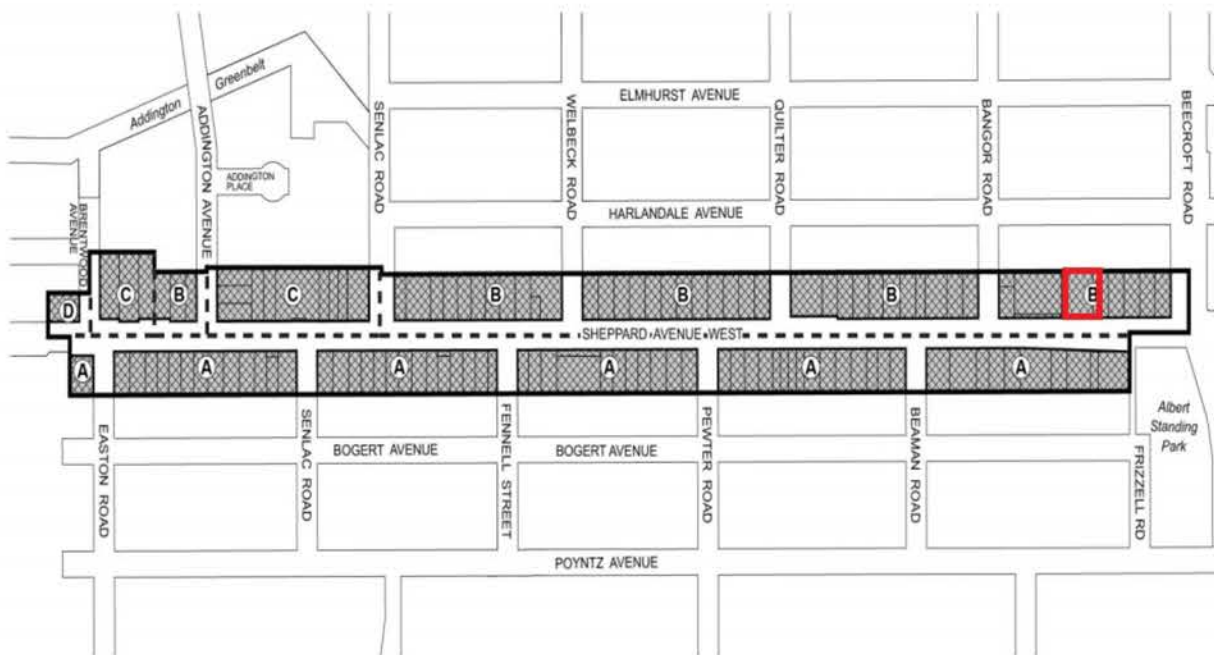 Addington Greenbelt
ELMHURST AVENUE
ADDINGTON AVENUE
SENLAC ROAD
WELBECK ROAD
QUILTER ROAD
BANGOR ROAD
BEECROFT ROAD
ADDINGTON
PLACE
BRENTWOOD
AVENUE
HARLANDALE AVENUE
D
C
B
C
B
B
B
B
SHEPPARD AVENUE WEST
A
A
A
A
A
A
EASTON ROAD
SENLAC ROAD
FENNELL STREET
PEWTER ROAD
BEAMAN ROAD
FRIZZELL RD
Albert
Standing
Park
BOGERT AVENUE
BOGERT AVENUE
POYNTZ AVENUE